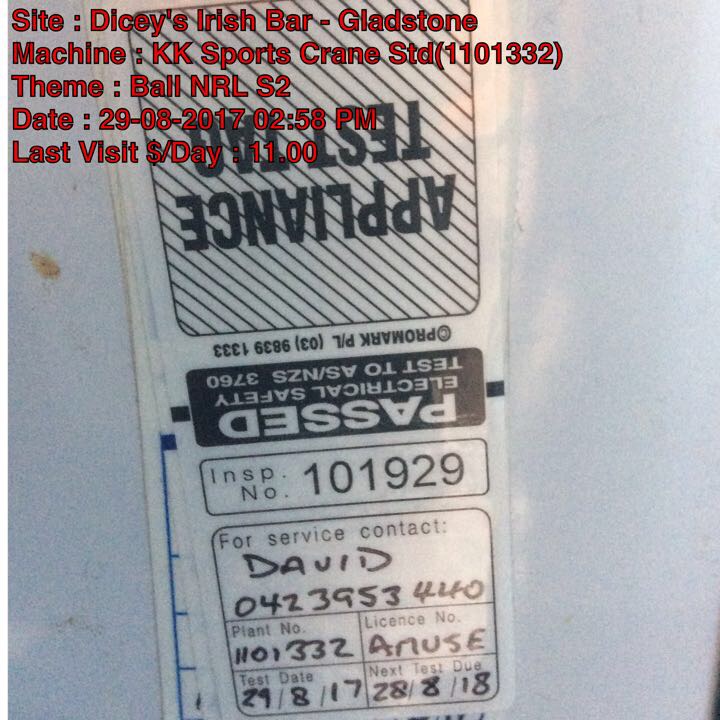 Site : Dicey's Irish Bar - Gladstone
Machine : KK Sports Crane Std(1101332)
Theme : Ball NRL S2
Date : 29-08-2017 02:58 PM
Last Visit $/Day : 11.00
APPLIANCE
TEST TAG
©PROMARK P/L (03) 9839 1333
PASSED
ELECTRICAL SAFETY
TEST TO AS/NZS 3760
Insp. No. 101929
For service contact:
DAVID
0423953440
Plant No. Licence No.
1101332 AMUSE
Test Date Next Test Due
29/8/17 28/8/18